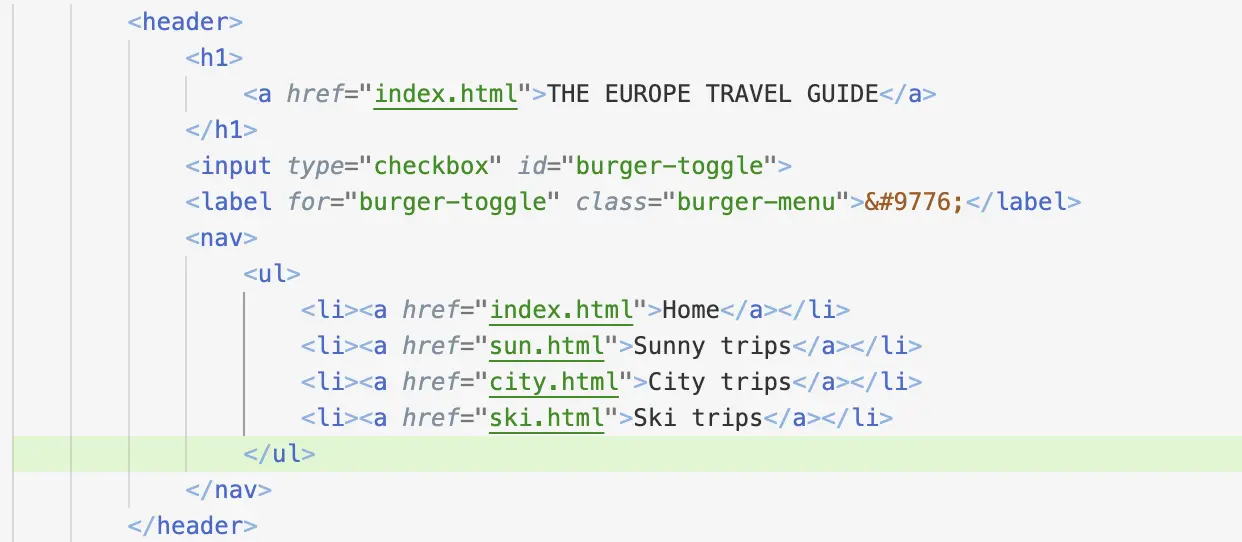 <header>
<h1>
<a href="index.html">THE EUROPE TRAVEL GUIDE</a>
</h1>
<input type="checkbox" id="burger-toggle">
<label for="burger-toggle" class="burger-menu">&#9776;</label>
<nav>
<ul>
<li><a href="index.html">Home</a></li>
<li><a href="sun.html">Sunny trips</a></li>
<li><a href="city.html">City trips</a></li>
<li><a href="ski.html">Ski trips</a></li>
</ul>
</nav>
</header>